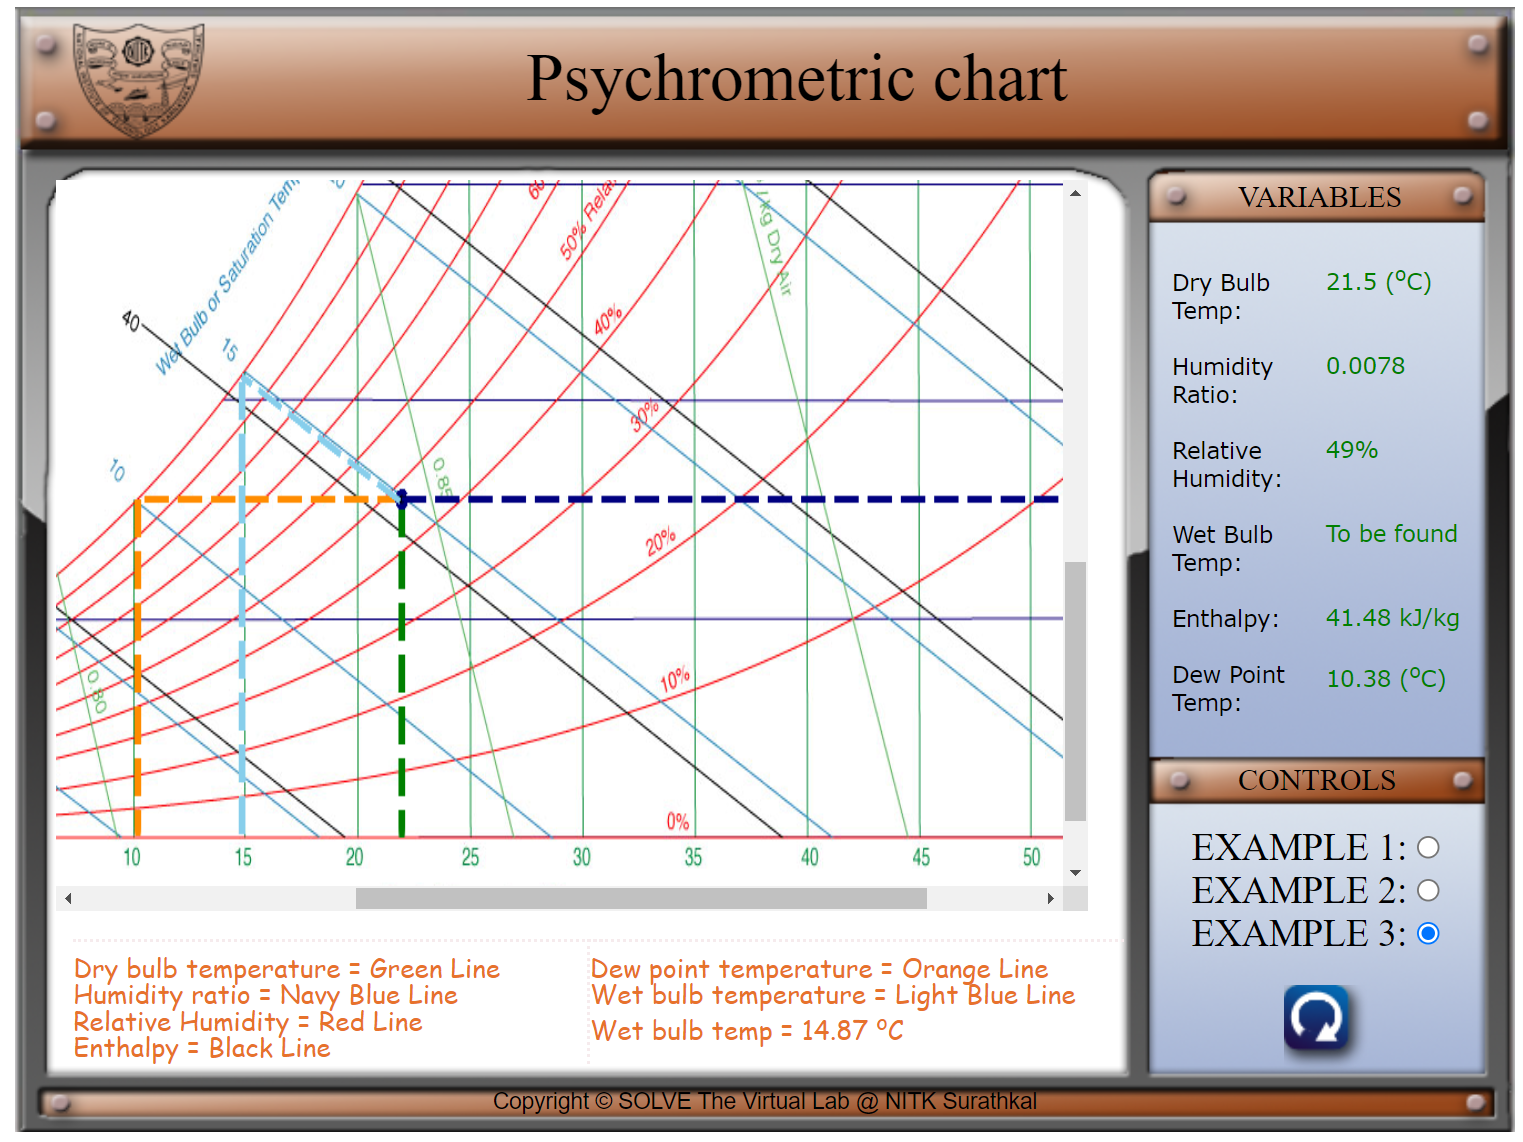 Psychrometric chart
Wet Bulb or Saturation Tem
60
50% Rela
/kg Dry Air
40%
40
15
30%
10
0.85
20%
0.80
10%
0%
10 15 20 25 30 35 40 45 50
Dry bulb temperature = Green Line
Humidity ratio = Navy Blue Line
Relative Humidity = Red Line
Enthalpy = Black Line
Dew point temperature = Orange Line
Wet bulb temperature = Light Blue Line
Wet bulb temp = 14.87 ºC
VARIABLES
Dry Bulb Temp: 21.5 (ºC)
Humidity Ratio: 0.0078
Relative Humidity: 49%
Wet Bulb Temp: To be found
Enthalpy: 41.48 kJ/kg
Dew Point Temp: 10.38 (ºC)
CONTROLS
EXAMPLE 1:
EXAMPLE 2:
EXAMPLE 3:
Copyright © SOLVE The Virtual Lab @ NITK Surathkal